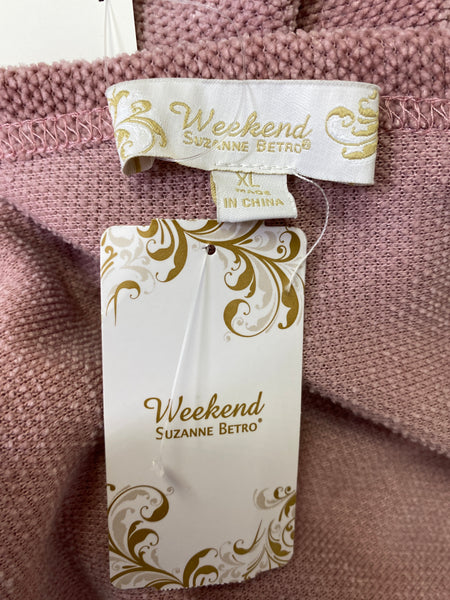 Weekend
SUZANNE BETRO®
XL
MADE
IN CHINA
Weekend
SUZANNE BETRO®